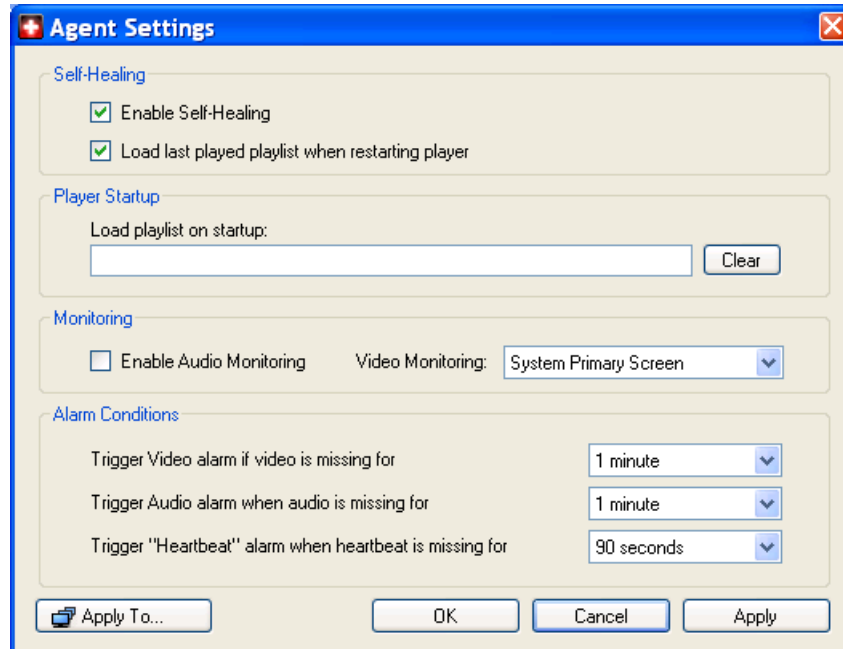 Agent Settings
Self-Healing
Enable Self-Healing
Load last played playlist when restarting player
Player Startup
Load playlist on startup:
Clear
Monitoring
Enable Audio Monitoring Video Monitoring: System Primary Screen
Alarm Conditions
Trigger Video alarm if video is missing for 1 minute
Trigger Audio alarm when audio is missing for 1 minute
Trigger "Heartbeat" alarm when heartbeat is missing for 90 seconds
Apply To... OK Cancel Apply